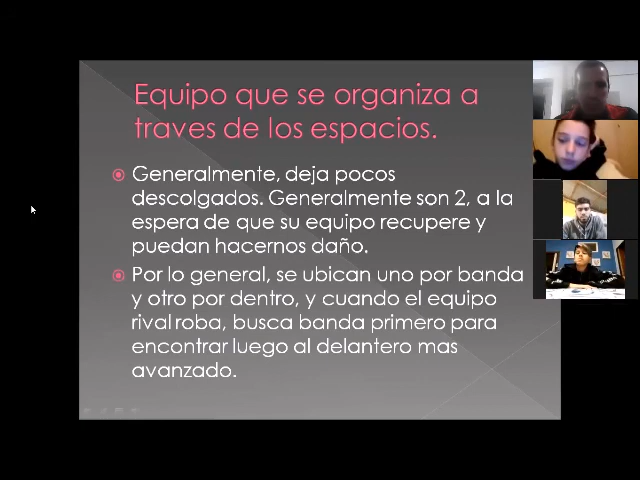 Equipo que se organiza a
traves de los espacios.
Generalmente, deja pocos
descolgados. Generalmente son 2, a la
espera de que su equipo recupere y
puedan hacernos daño.
Por lo general, se ubican uno por banda
y otro por dentro, y cuando el equipo
rival roba, busca banda primero para
encontrar luego al delantero mas
avanzado.